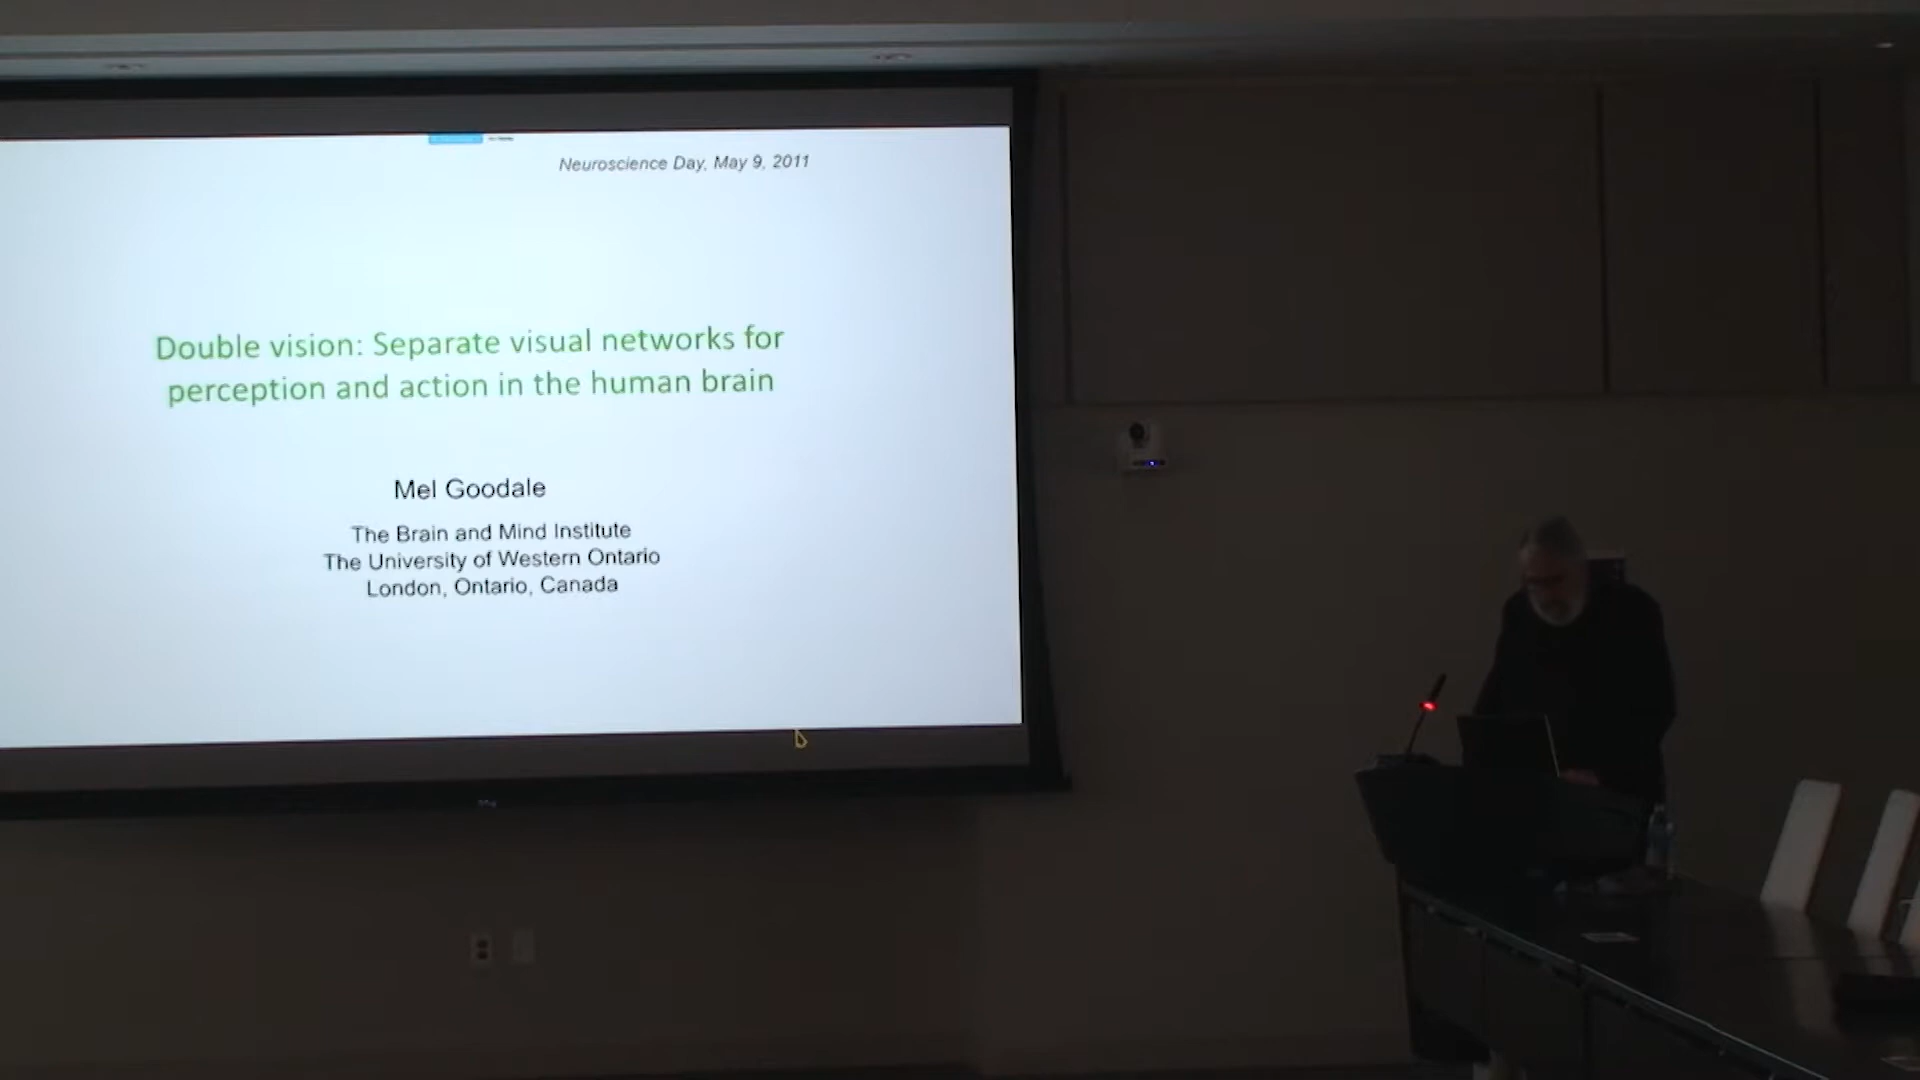 Neuroscience Day, May 9, 2011
Double vision: Separate visual networks for
perception and action in the human brain
Mel Goodale
The Brain and Mind Institute
The University of Western Ontario
London, Ontario, Canada